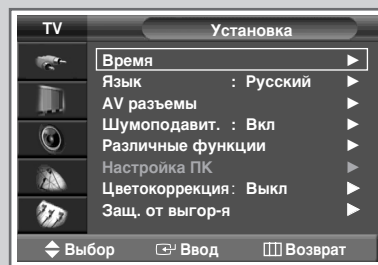 TV Установка
Время
Язык : Русский
AV разъемы
Шумоподавит. : Вкл
Различные функции
Настройка ПК
Цветокоррекция: Выкл
Защ. от выгор-я
Выбор Ввод Возврат